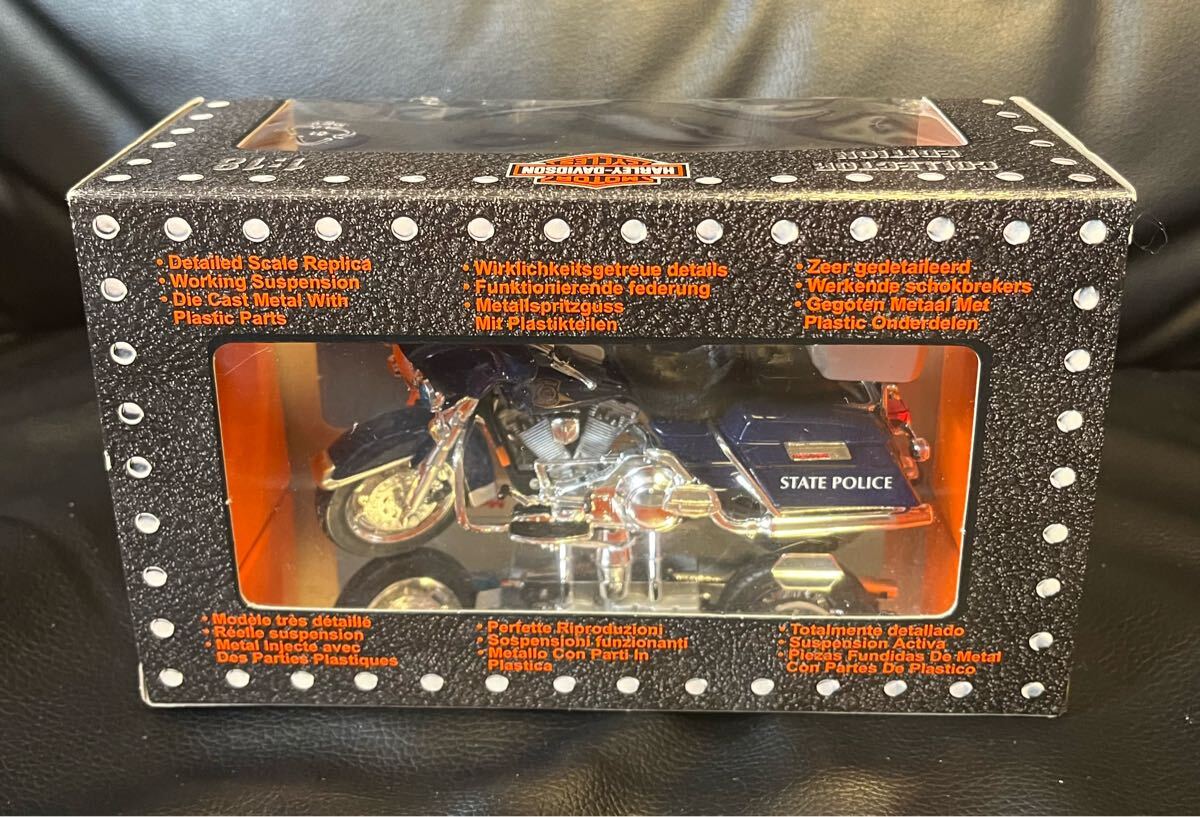 1:18
MOTOR
HARLEY-DAVIDSON
CYCLES
COLLECTOR
EDITION
• Detailed Scale Replica
• Working Suspension
• Die Cast Metal With
Plastic Parts
• Wirklichkeitsgetreue details
• Funktionierende federung
• Metallspritzguss
Mit Plastikteilen
• Zeer gedetaileerd
• Werkende schokbrekers
• Gegoten Metaal Met
Plastic Onderdelen
STATE POLICE
• Modèle très détaillé
• Réelle suspension
• Metal Injecte avec
Des Parties Plastiques
• Perfette Riproduzioni
• Sospensioni funzionanti
• Metallo Con Parti In
Plastica
• Totalmente detallado
• Suspension Activa
• Piezas Fundidas De Metal
Con Partes De Plastico